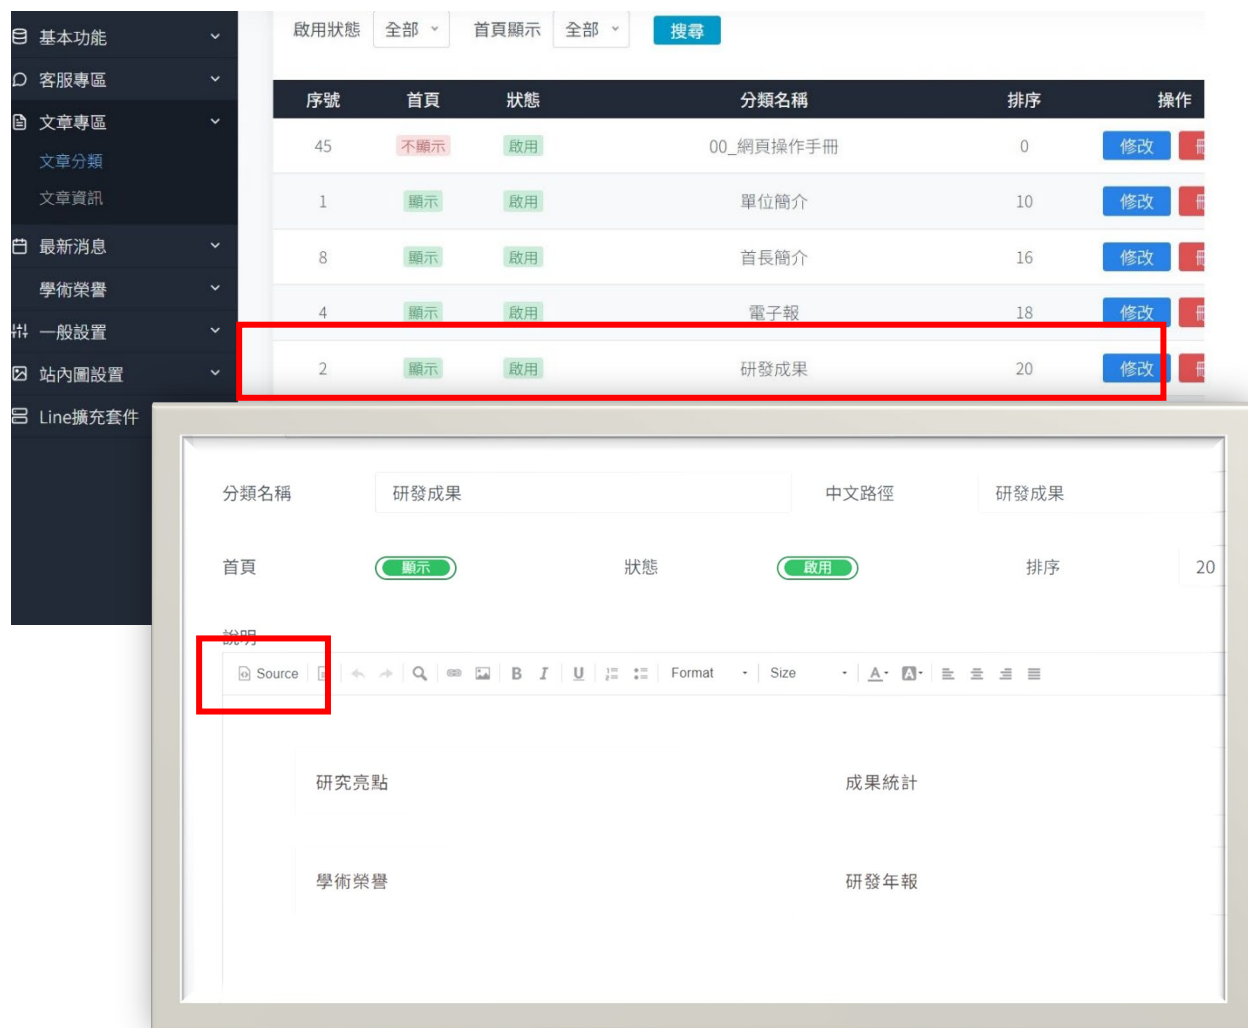 基本功能
客服專區
文章專區
文章分類
文章資訊
最新消息
學術榮譽
一般設置
站內圖設置
Line擴充套件
啟用狀態 全部 首頁顯示 全部 搜尋
序號 首頁 狀態 分類名稱 排序 操作
45 不顯示 啟用 00_網頁操作手冊 0 修改
1 顯示 啟用 單位簡介 10 修改
8 顯示 啟用 首長簡介 16 修改
4 顯示 啟用 電子報 18 修改
2 顯示 啟用 研發成果 20 修改
分類名稱 研發成果 中文路徑 研發成果
首頁 顯示 狀態 啟用 排序 20
說明
Source B I U Format Size A A
研究亮點 成果統計
學術榮譽 研發年報